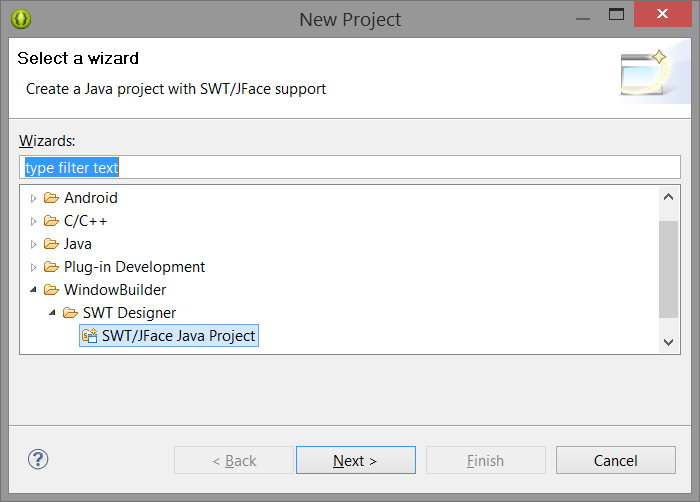 New Project
Select a wizard
Create a Java project with SWT/JFace support
Wizards:
type filter text
Android
C/C++
Java
Plug-in Development
WindowBuilder
SWT Designer
SWT/JFace Java Project
< Back Next > Finish Cancel